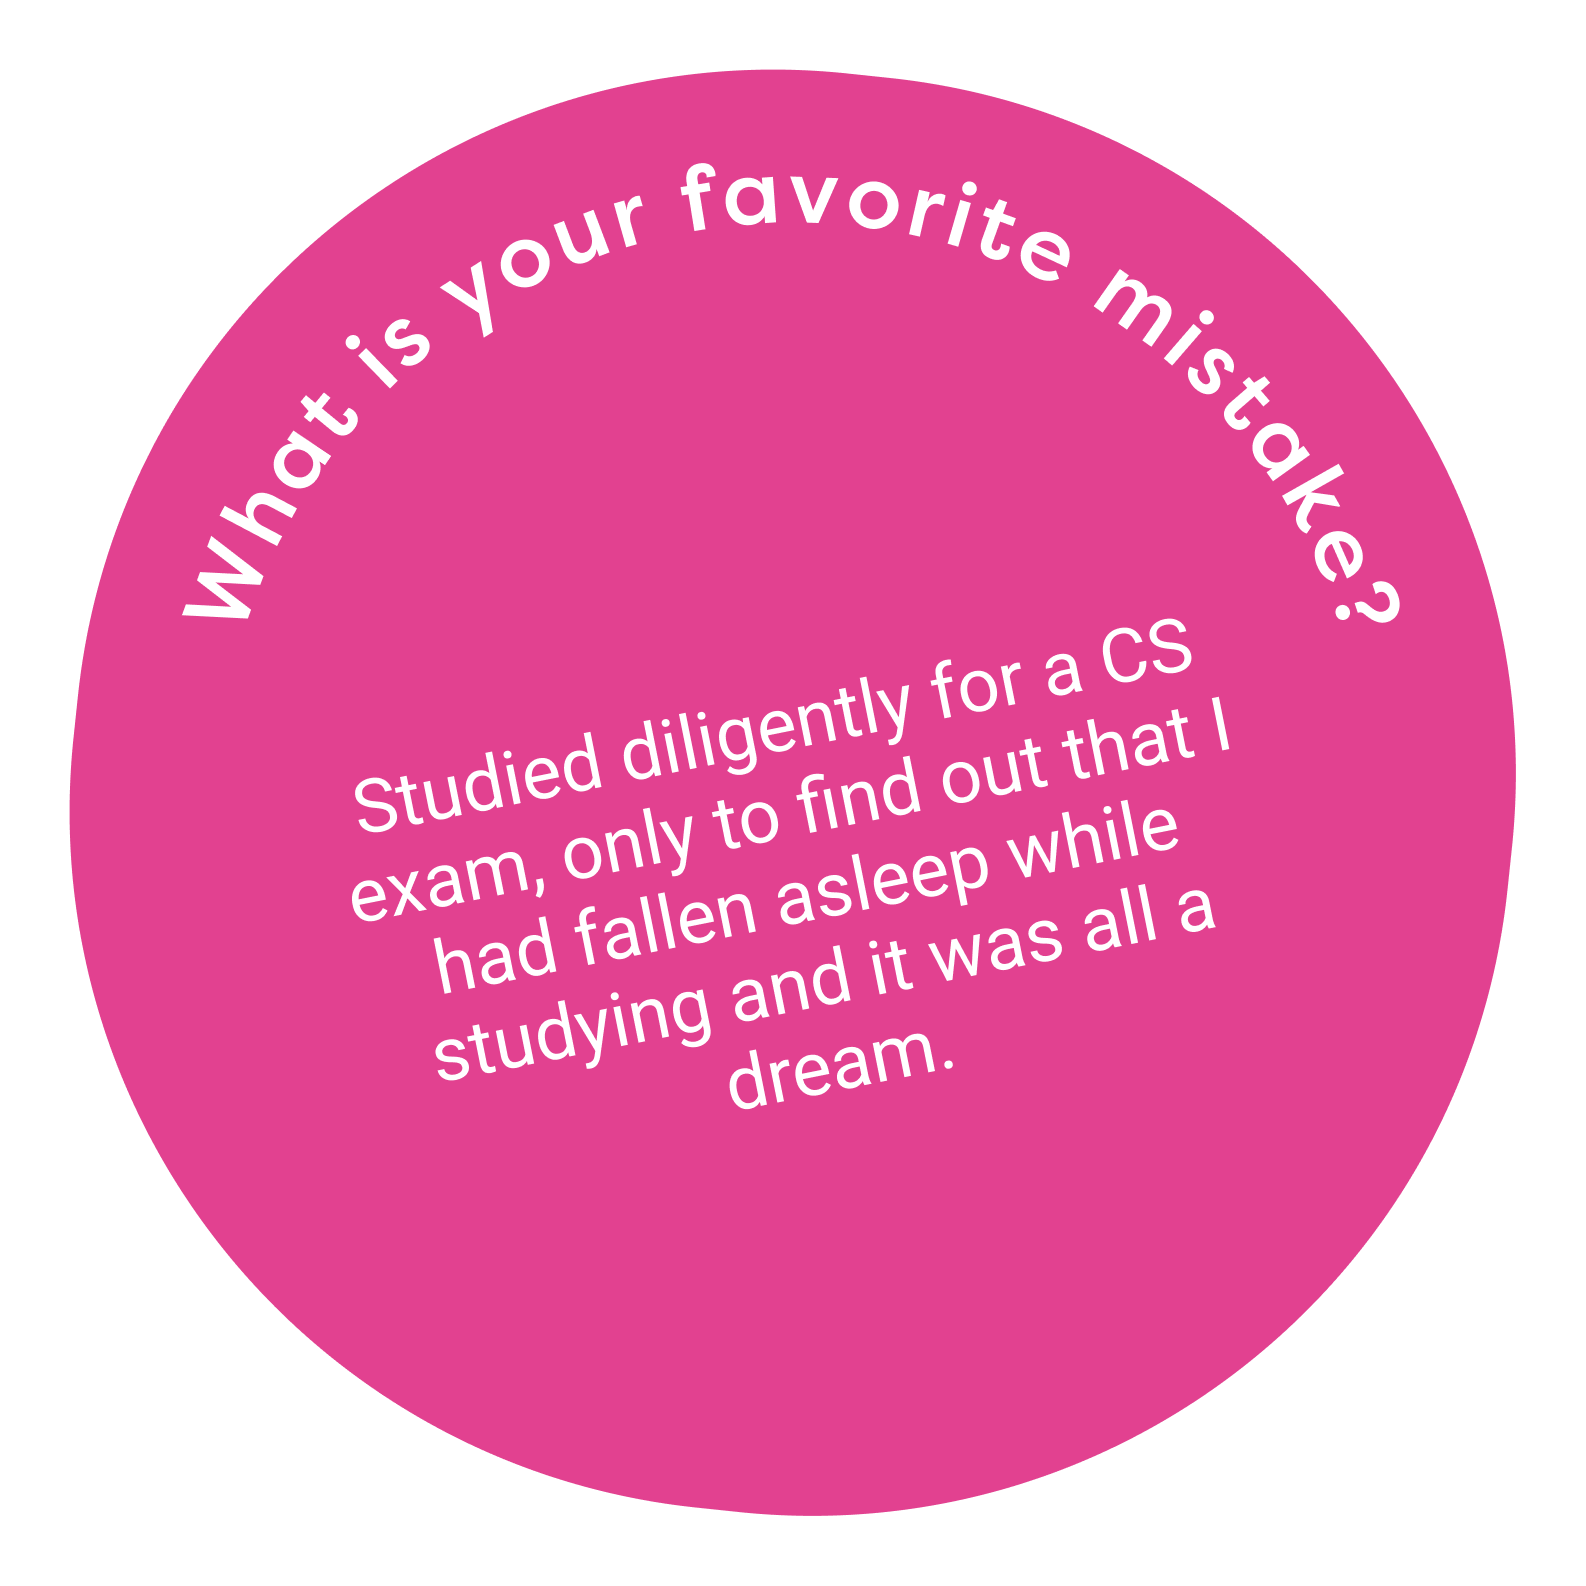 What is your favorite mistake?
Studied diligently for a CS
exam, only to find out that I
had fallen asleep while
studying and it was all a
dream.